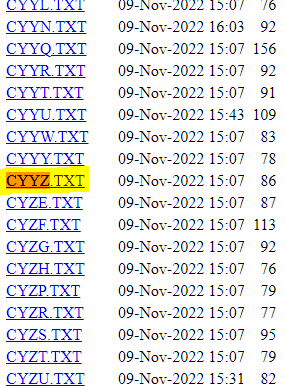 CYYL.TXT 09-Nov-2022 15:07 76
CYYN.TXT 09-Nov-2022 16:03 92
CYYQ.TXT 09-Nov-2022 15:07 156
CYYR.TXT 09-Nov-2022 15:07 92
CYYT.TXT 09-Nov-2022 15:07 91
CYYU.TXT 09-Nov-2022 15:43 109
CYYW.TXT 09-Nov-2022 15:07 83
CYYY.TXT 09-Nov-2022 15:07 78
CYYZ.TXT 09-Nov-2022 15:07 86
CYZE.TXT 09-Nov-2022 15:07 87
CYZF.TXT 09-Nov-2022 15:07 113
CYZG.TXT 09-Nov-2022 15:07 92
CYZH.TXT 09-Nov-2022 15:07 76
CYZP.TXT 09-Nov-2022 15:07 79
CYZR.TXT 09-Nov-2022 15:07 77
CYZS.TXT 09-Nov-2022 15:07 95
CYZT.TXT 09-Nov-2022 15:07 79
CYZU.TXT 09-Nov-2022 15:31 82